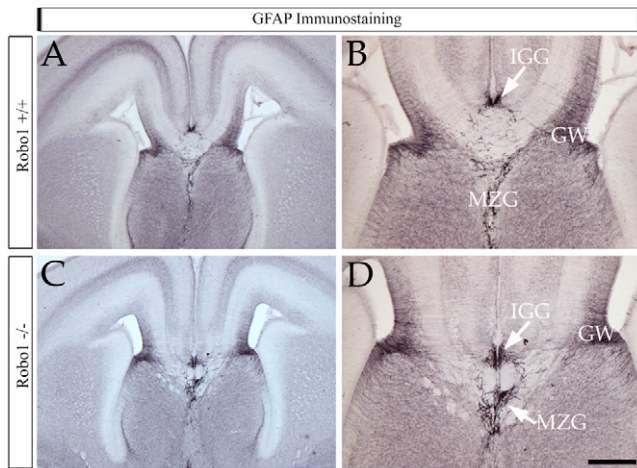 GFAP Immunostaining
Robo1 +/+
A
B
IGG
GW
MZG
Robo1 -/-
C
D
IGG
GW
MZG